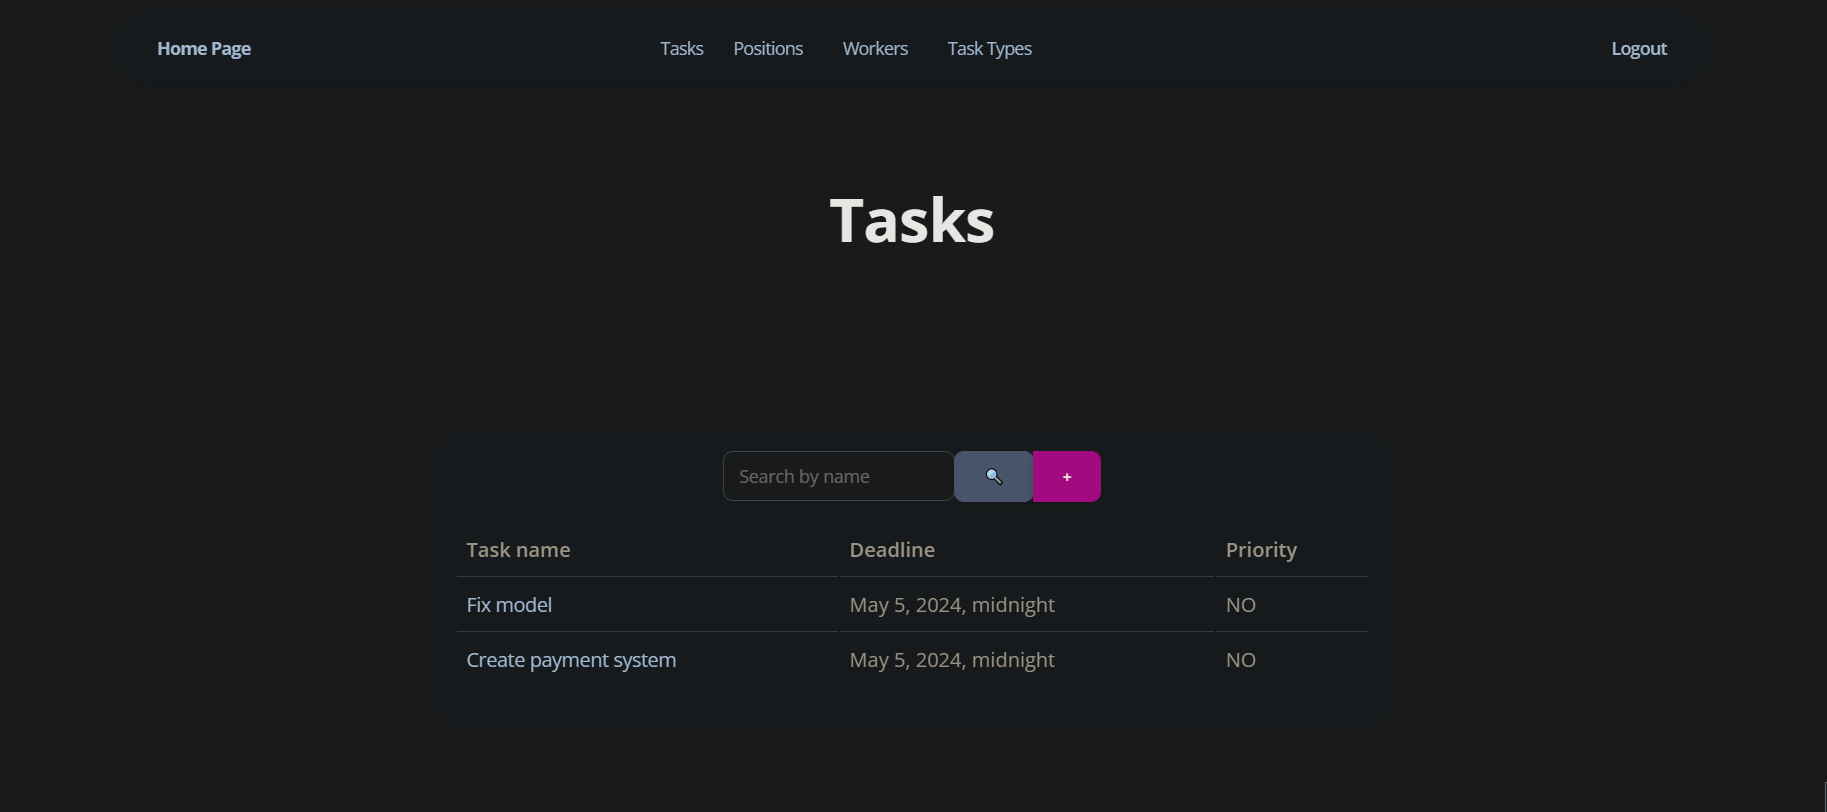 Home Page Tasks Positions Workers Task Types Logout
Tasks
Search by name 🔍 +
Task name Deadline Priority
Fix model May 5, 2024, midnight NO
Create payment system May 5, 2024, midnight NO